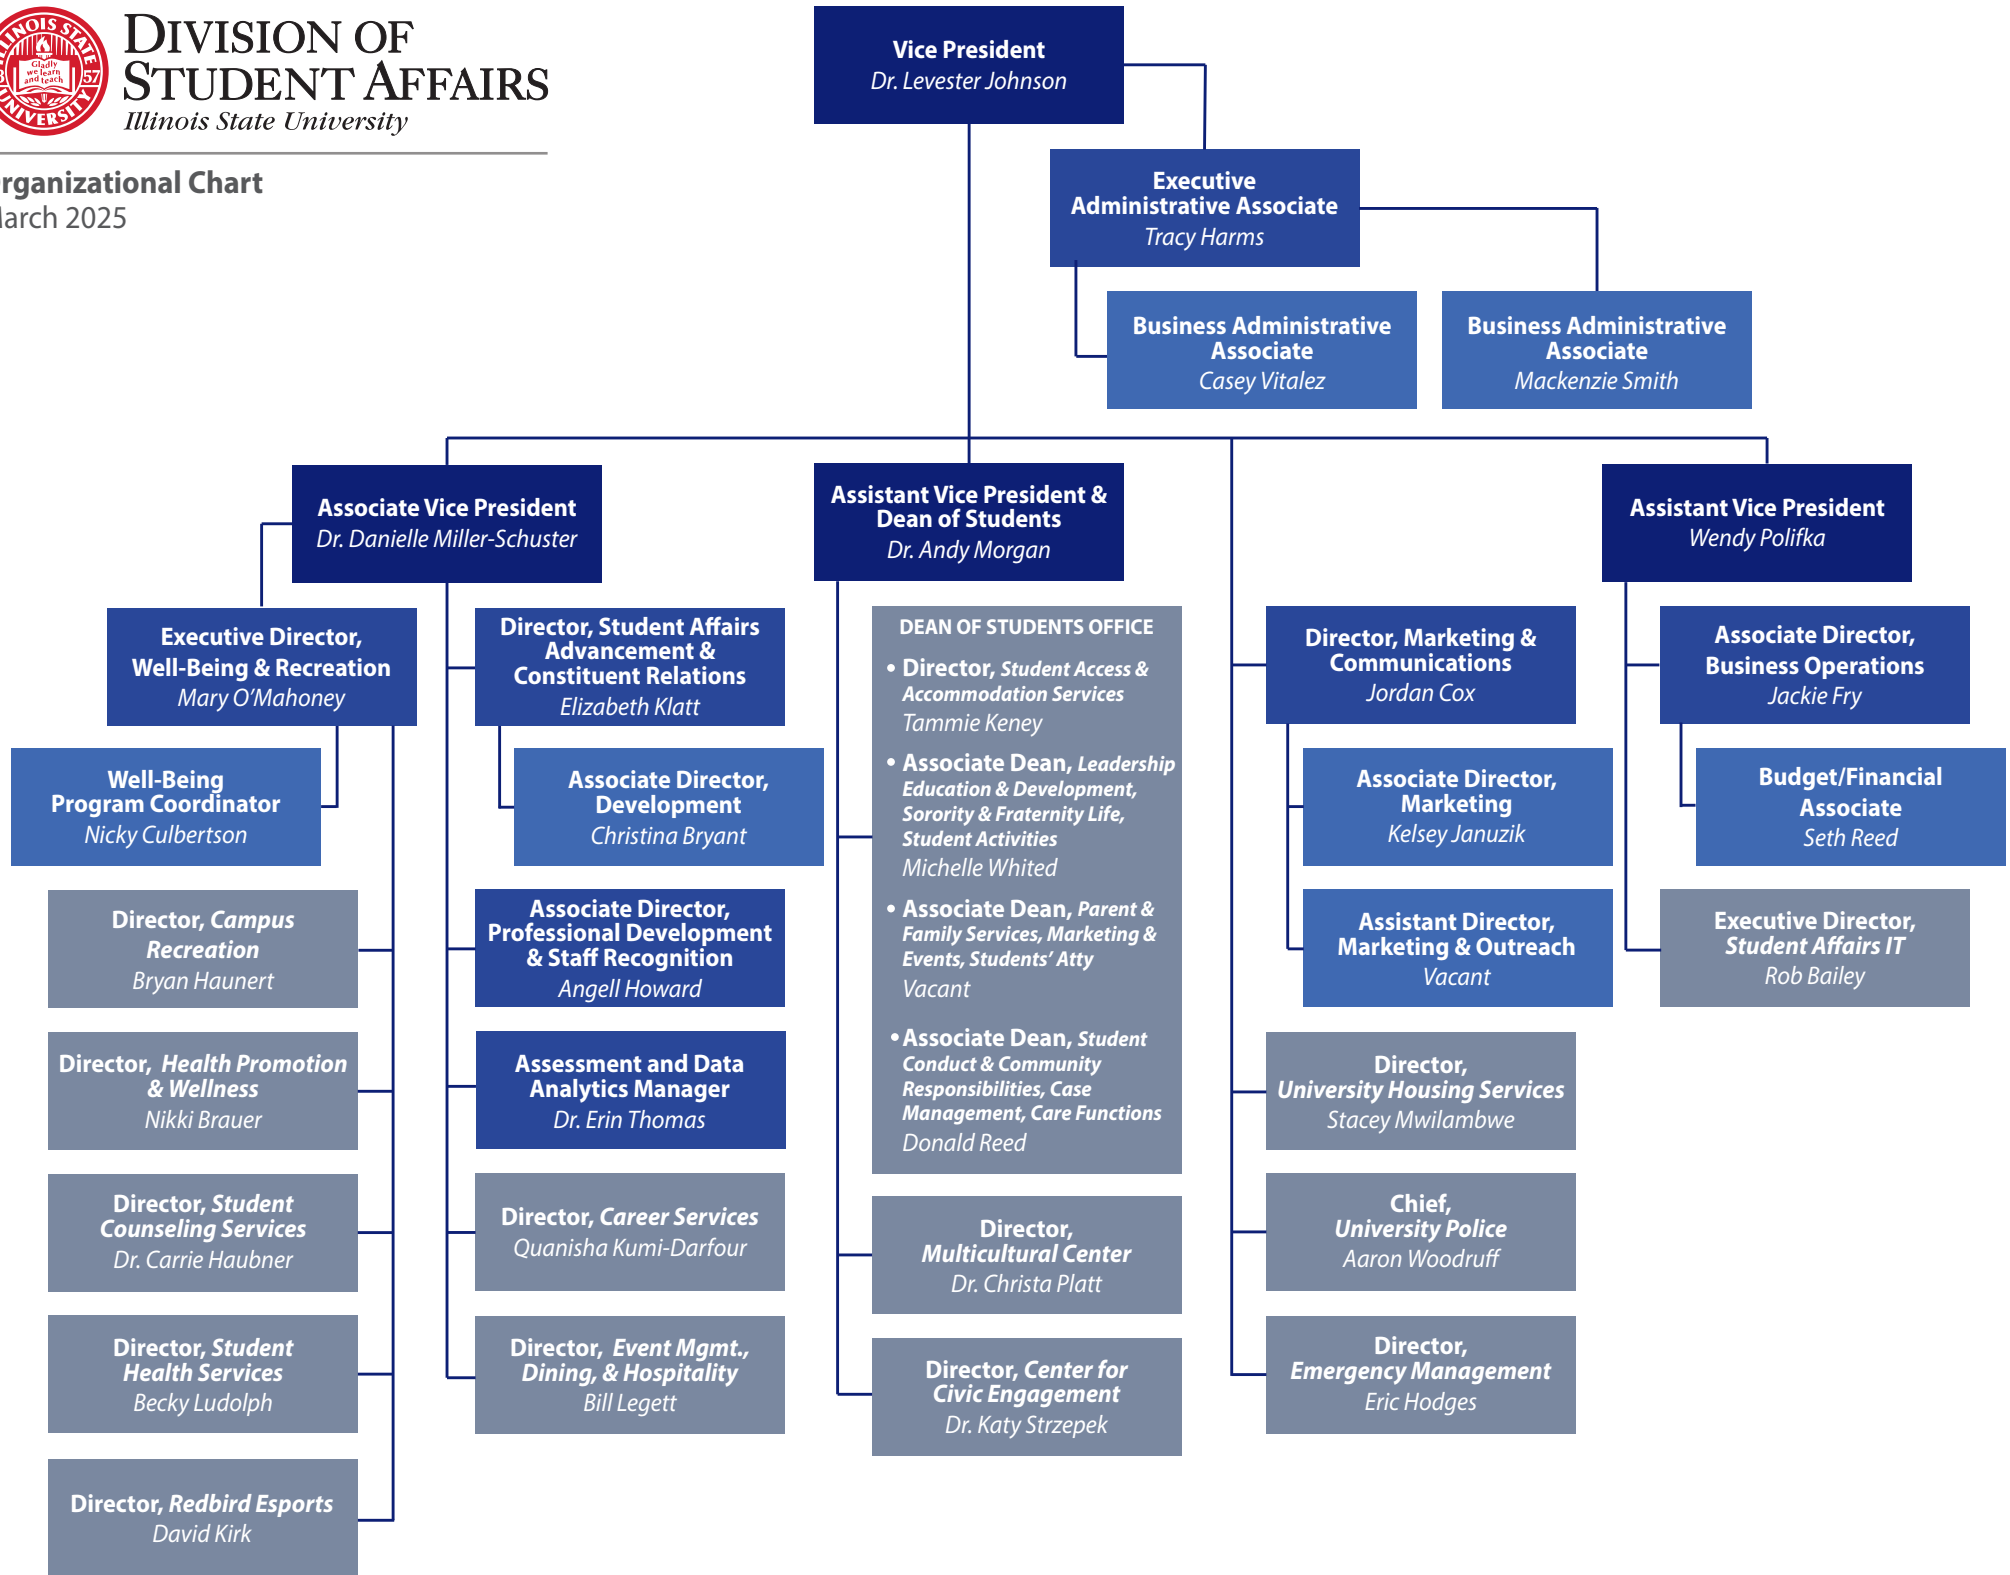 ILLINOIS STATE
UNIVERSITY
57
Gladly
we learn
and teach
DIVISION OF
STUDENT AFFAIRS
Illinois State University
rganizational Chart
March 2025
Vice President
Dr. Levester Johnson
Executive
Administrative Associate
Tracy Harms
Business Administrative
Associate
Casey Vitalez
Business Administrative
Associate
Mackenzie Smith
Associate Vice President
Dr. Danielle Miller-Schuster
Assistant Vice President &
Dean of Students
Dr. Andy Morgan
Assistant Vice President
Wendy Polifka
Executive Director,
Well-Being & Recreation
Mary O’Mahoney
Well-Being
Program Coordinator
Nicky Culbertson
Director, Campus
Recreation
Bryan Haunert
Director, Health Promotion
& Wellness
Nikki Brauer
Director, Student
Counseling Services
Dr. Carrie Haubner
Director, Student
Health Services
Becky Ludolph
Director, Redbird Esports
David Kirk
Director, Student Affairs
Advancement &
Constituent Relations
Elizabeth Klatt
Associate Director,
Development
Christina Bryant
Associate Director,
Professional Development
& Staff Recognition
Angell Howard
Assessment and Data
Analytics Manager
Dr. Erin Thomas
Director, Career Services
Quanisha Kumi-Darfour
Director, Event Mgmt.,
Dining, & Hospitality
Bill Legett
DEAN OF STUDENTS OFFICE
• Director, Student Access &
Accommodation Services
Tammie Keney
• Associate Dean, Leadership
Education & Development,
Sorority & Fraternity Life,
Student Activities
Michelle Whited
• Associate Dean, Parent &
Family Services, Marketing &
Events, Students’ Atty
Vacant
• Associate Dean, Student
Conduct & Community
Responsibilities, Case
Management, Care Functions
Donald Reed
Director,
Multicultural Center
Dr. Christa Platt
Director, Center for
Civic Engagement
Dr. Katy Strzepek
Director, Marketing &
Communications
Jordan Cox
Associate Director,
Marketing
Kelsey Januzik
Assistant Director,
Marketing & Outreach
Vacant
Director,
University Housing Services
Stacey Mwilambwe
Chief,
University Police
Aaron Woodruff
Director,
Emergency Management
Eric Hodges
Associate Director,
Business Operations
Jackie Fry
Budget/Financial
Associate
Seth Reed
Executive Director,
Student Affairs IT
Rob Bailey